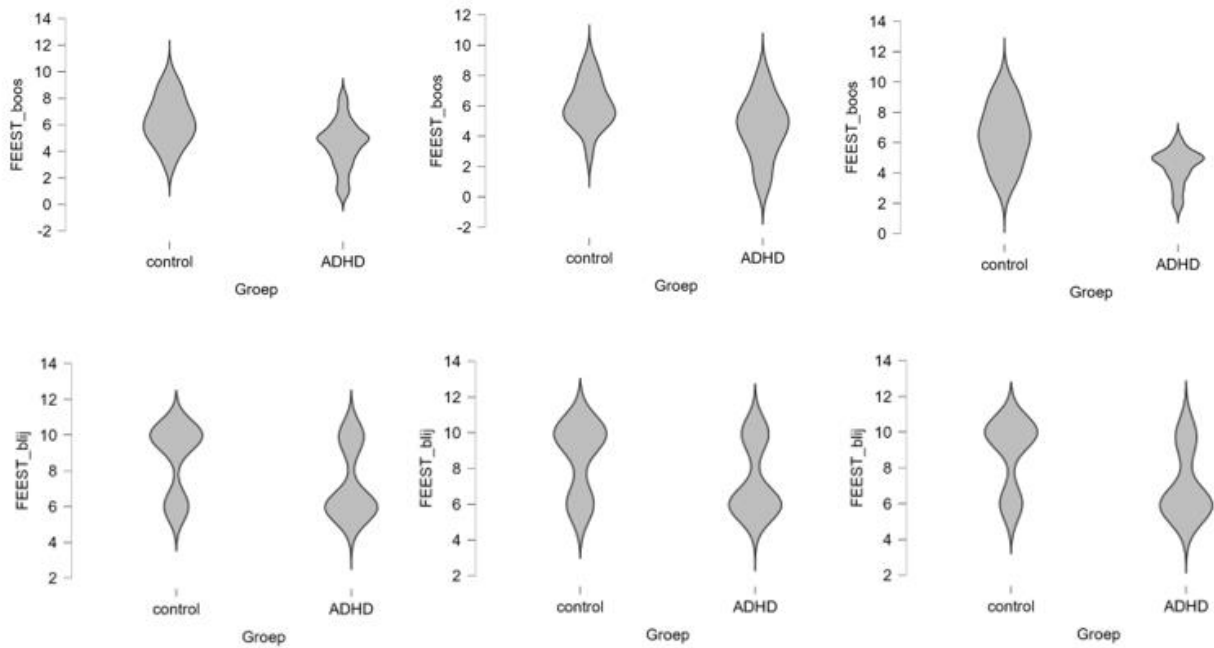 14
12
10
8
6
4
2
0
-2
FEEST_boos
control
ADHD
Groep
12
10
8
6
4
2
0
-2
FEEST_boos
control
ADHD
Groep
14
12
10
8
6
4
2
0
FEEST_boos
control
ADHD
Groep
14
12
10
8
6
4
2
FEEST_blij
control
ADHD
Groep
14
12
10
8
6
4
2
FEEST_blij
control
ADHD
Groep
14
12
10
8
6
4
2
FEEST_blij
control
ADHD
Groep